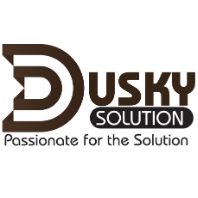 DUSKY
SOLUTION
Passionate for the Solution